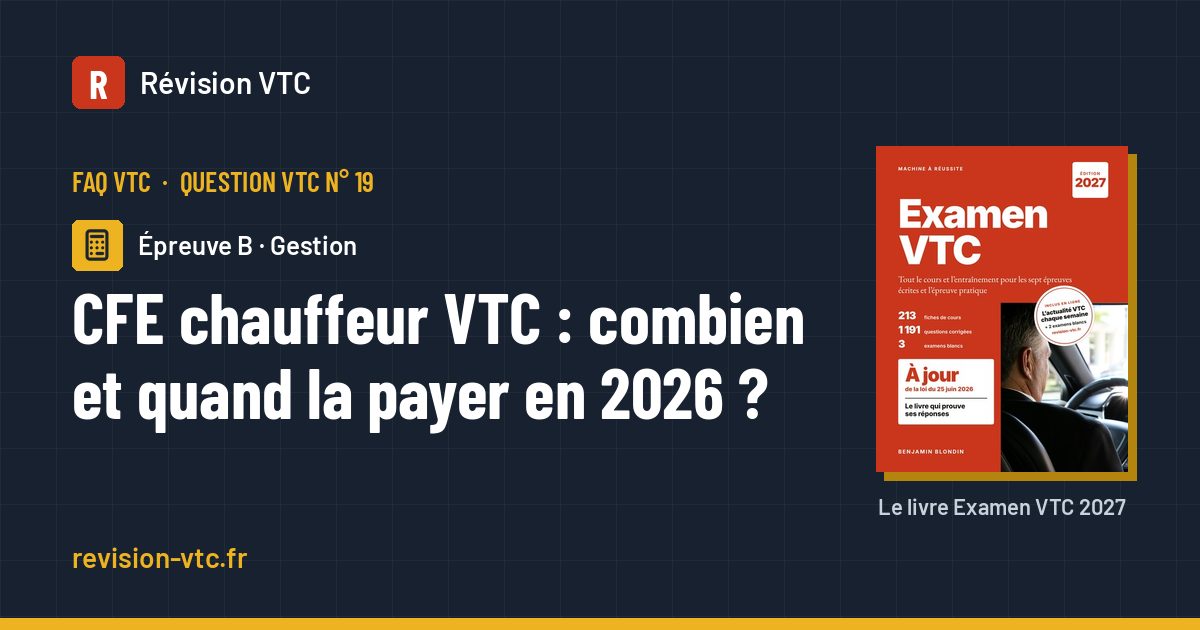 R
Révision VTC
FAQ VTC · QUESTION VTC N° 19
Épreuve B · Gestion
CFE chauffeur VTC : combien
et quand la payer en 2026 ?
revision-vtc.fr
MACHINE À RÉUSSITE
ÉDITION
2027
Examen
VTC
Tout le cours et l'entraînement pour les sept épreuves
écrites et l'épreuve pratique
INCLUS EN LIGNE
L'actualité VTC
chaque semaine
+ 2 examens blancs
revision-vtc.fr
213 fiches de cours
1 191 questions corrigées
3 examens blancs
À jour
de la loi du 25 juin 2026
Le livre qui prouve
ses réponses
BENJAMIN BLONDIN
Le livre Examen VTC 2027